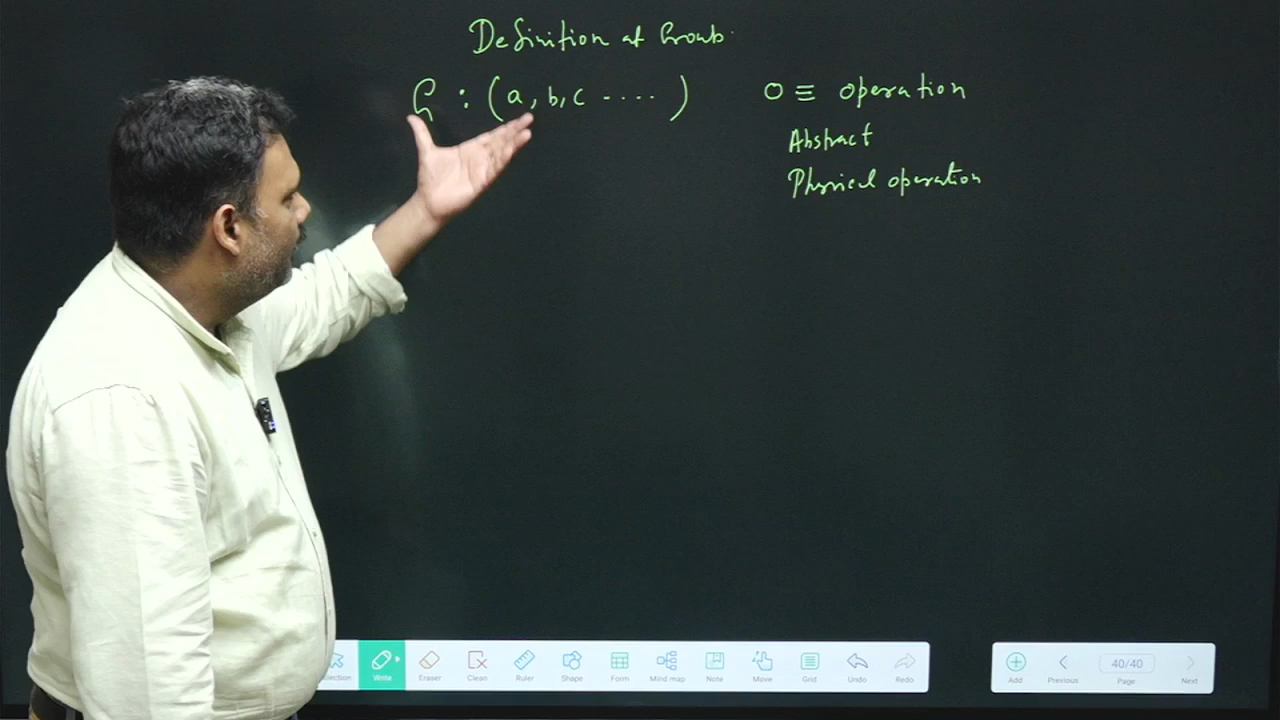 Definition of Group.
G : (a, b, c ....)
O ≡ operation
Abstract
Physical operation
Write
Eraser
Clean
Ruler
Shape
Form
Mind map
Note
Move
Grid
Undo
Redo
Add
Previous
40/40
Page
Next